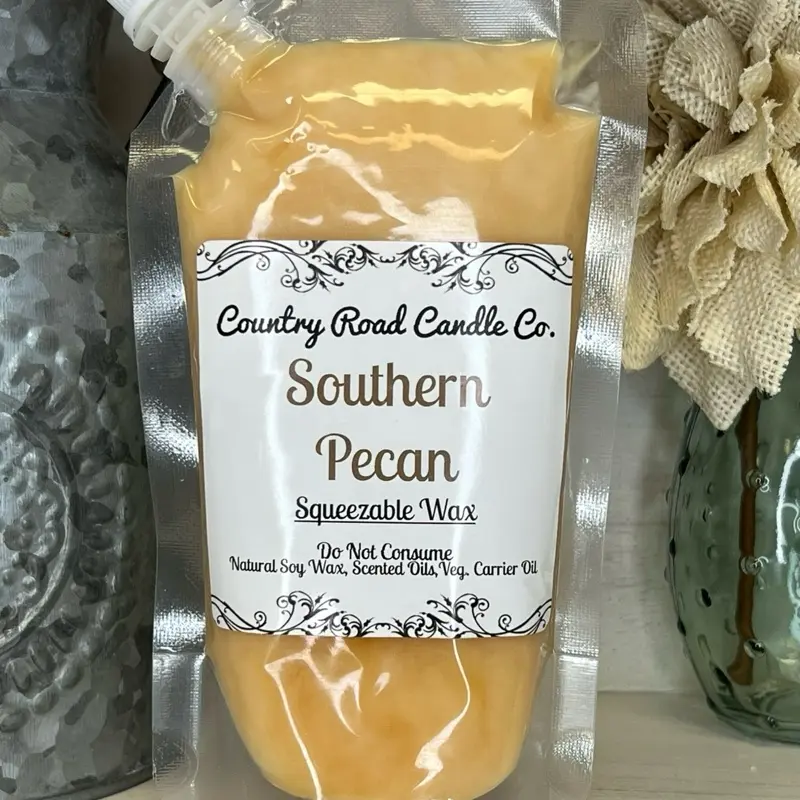 Country Road Candle Co.
Southern
Pecan
Squeezable Wax
Do Not Consume
Natural Soy Wax, Scented Oils,Veg. Carrier Oil